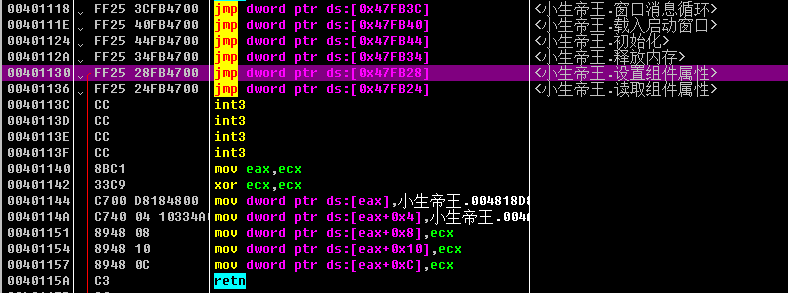 00401118 FF25 3CFB4700 jmp dword ptr ds:[0x47FB3C] <小生帝王.窗口消息循环>
0040111E FF25 40FB4700 jmp dword ptr ds:[0x47FB40] <小生帝王.载入启动窗口>
00401124 FF25 44FB4700 jmp dword ptr ds:[0x47FB44] <小生帝王.初始化>
0040112A FF25 34FB4700 jmp dword ptr ds:[0x47FB34] <小生帝王.释放内存>
00401130 FF25 28FB4700 jmp dword ptr ds:[0x47FB28] <小生帝王.设置组件属性>
00401136 FF25 24FB4700 jmp dword ptr ds:[0x47FB24] <小生帝王.读取组件属性>
0040113C CC int3
0040113D CC int3
0040113E CC int3
0040113F CC int3
00401140 8BC1 mov eax,ecx
00401142 33C9 xor ecx,ecx
00401144 C700 D8184800 mov dword ptr ds:[eax],小生帝王.004818D8
0040114A C740 04 10334A0 mov dword ptr ds:[eax+0x4],小生帝王.004A
00401151 8948 08 mov dword ptr ds:[eax+0x8],ecx
00401154 8948 10 mov dword ptr ds:[eax+0x10],ecx
00401157 8948 0C mov dword ptr ds:[eax+0xC],ecx
0040115A C3 retn